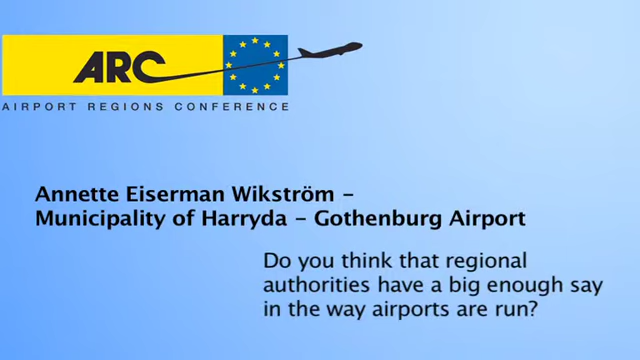 ARC
AIRPORT REGIONS CONFERENCE
Annette Eiserman Wikström –
Municipality of Harryda – Gothenburg Airport
Do you think that regional
authorities have a big enough say
in the way airports are run?